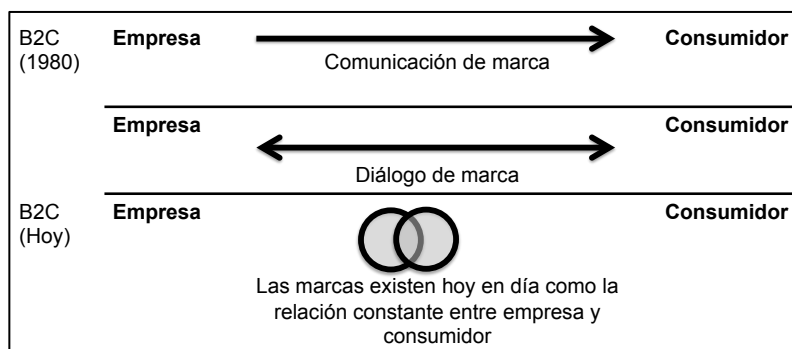 B2C Empresa Consumidor
(1980)
Comunicación de marca
Empresa Consumidor
Diálogo de marca
B2C Empresa Consumidor
(Hoy)
Las marcas existen hoy en día como la
relación constante entre empresa y
consumidor